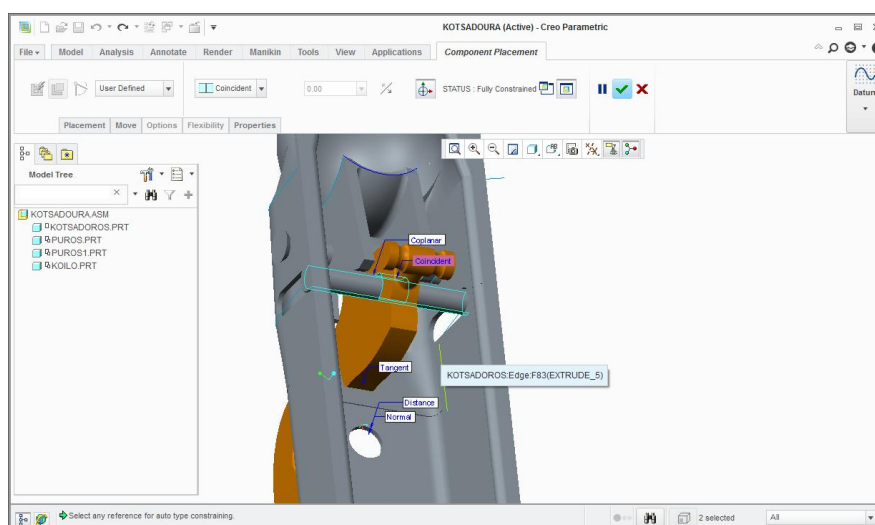 KOTSADOURA (Active) - Creo Parametric
File Model Analysis Annotate Render Manikin Tools View Applications Component Placement
User Defined Coincident 0.00 STATUS : Fully Constrained
Datum
Placement Move Options Flexibility Properties
Model Tree
KOTSADOURA.ASM
KOTSADOROS.PRT
PUROS.PRT
PUROS1.PRT
KOILO.PRT
Coplanar
Coincident
Tangent
KOTSADOROS:Edge:F83(EXTRUDE_5)
Distance
Normal
Select any reference for auto type constraining.
2 selected
All